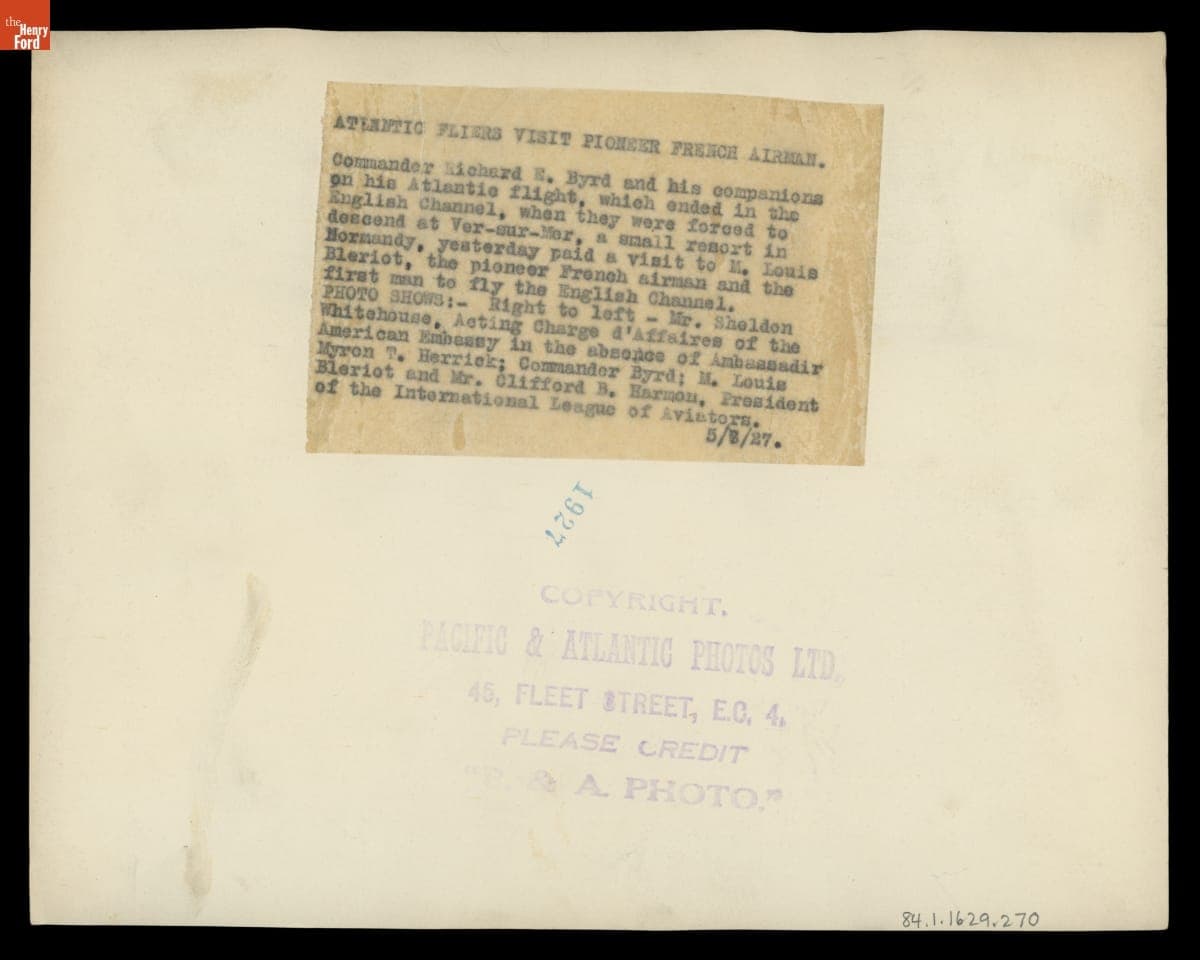 the
Henry
Ford
ATLANTIC FLIERS VISIT PIONEER FRENCH AIRMAN.
Commander Richard E. Byrd and his companions
on his Atlantic flight, which ended in the
English Channel, when they were forced to
descend at Ver-sur-Mer, a small resort in
Normandy, yesterday paid a visit to M. Louis
Bleriot, the pioneer French airman and the
first man to fly the English Channel.
PHOTO SHOWS:- Right to left - Mr. Sheldon
Whitehouse, Acting Charge d'Affaires of the
American Embassy in the absence of Ambassadir
Myron T. Herrick; Commander Byrd; M. Louis
Bleriot and Mr. Clifford B. Harmon, President
of the International League of Aviators.
1927
COPYRIGHT.
PACIFIC & ATLANTIC PHOTOS LTD.,
45, FLEET STREET, E.C. 4.
PLEASE CREDIT
"P. & A. PHOTO."
84.1.1629.270